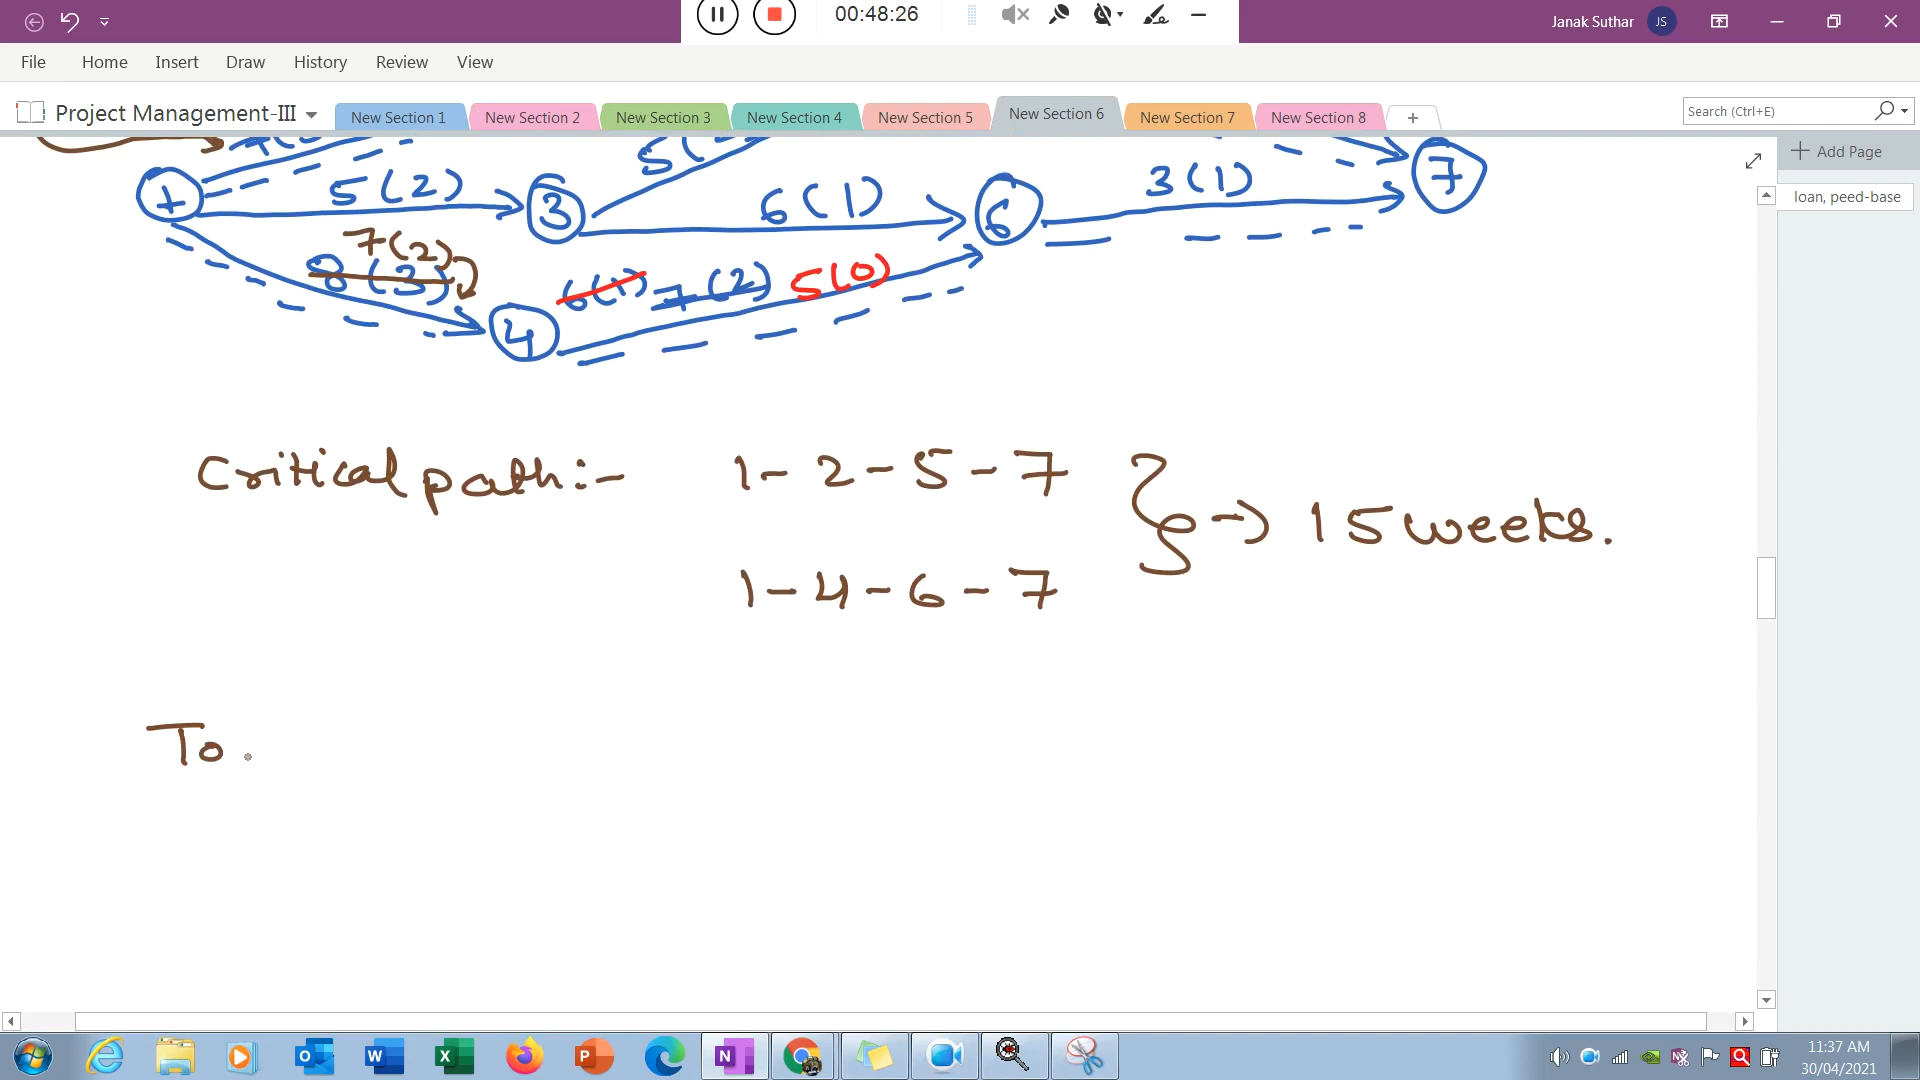 00:48:26
Janak Suthar JS
File Home Insert Draw History Review View
Project Management-III New Section 1 New Section 2 New Section 3 New Section 4 New Section 5 New Section 6 New Section 7 New Section 8 + Search (Ctrl+E)
Add Page
loan, peed-base
1 5(2) 3 6(1) 6 3(1) 7
7(2)
8(3) 6(1) 7(2) 5(0)
4
Critical path:- 1-2-5-7
→ 15 weeks.
1-4-6-7
To
11:37 AM
30/04/2021